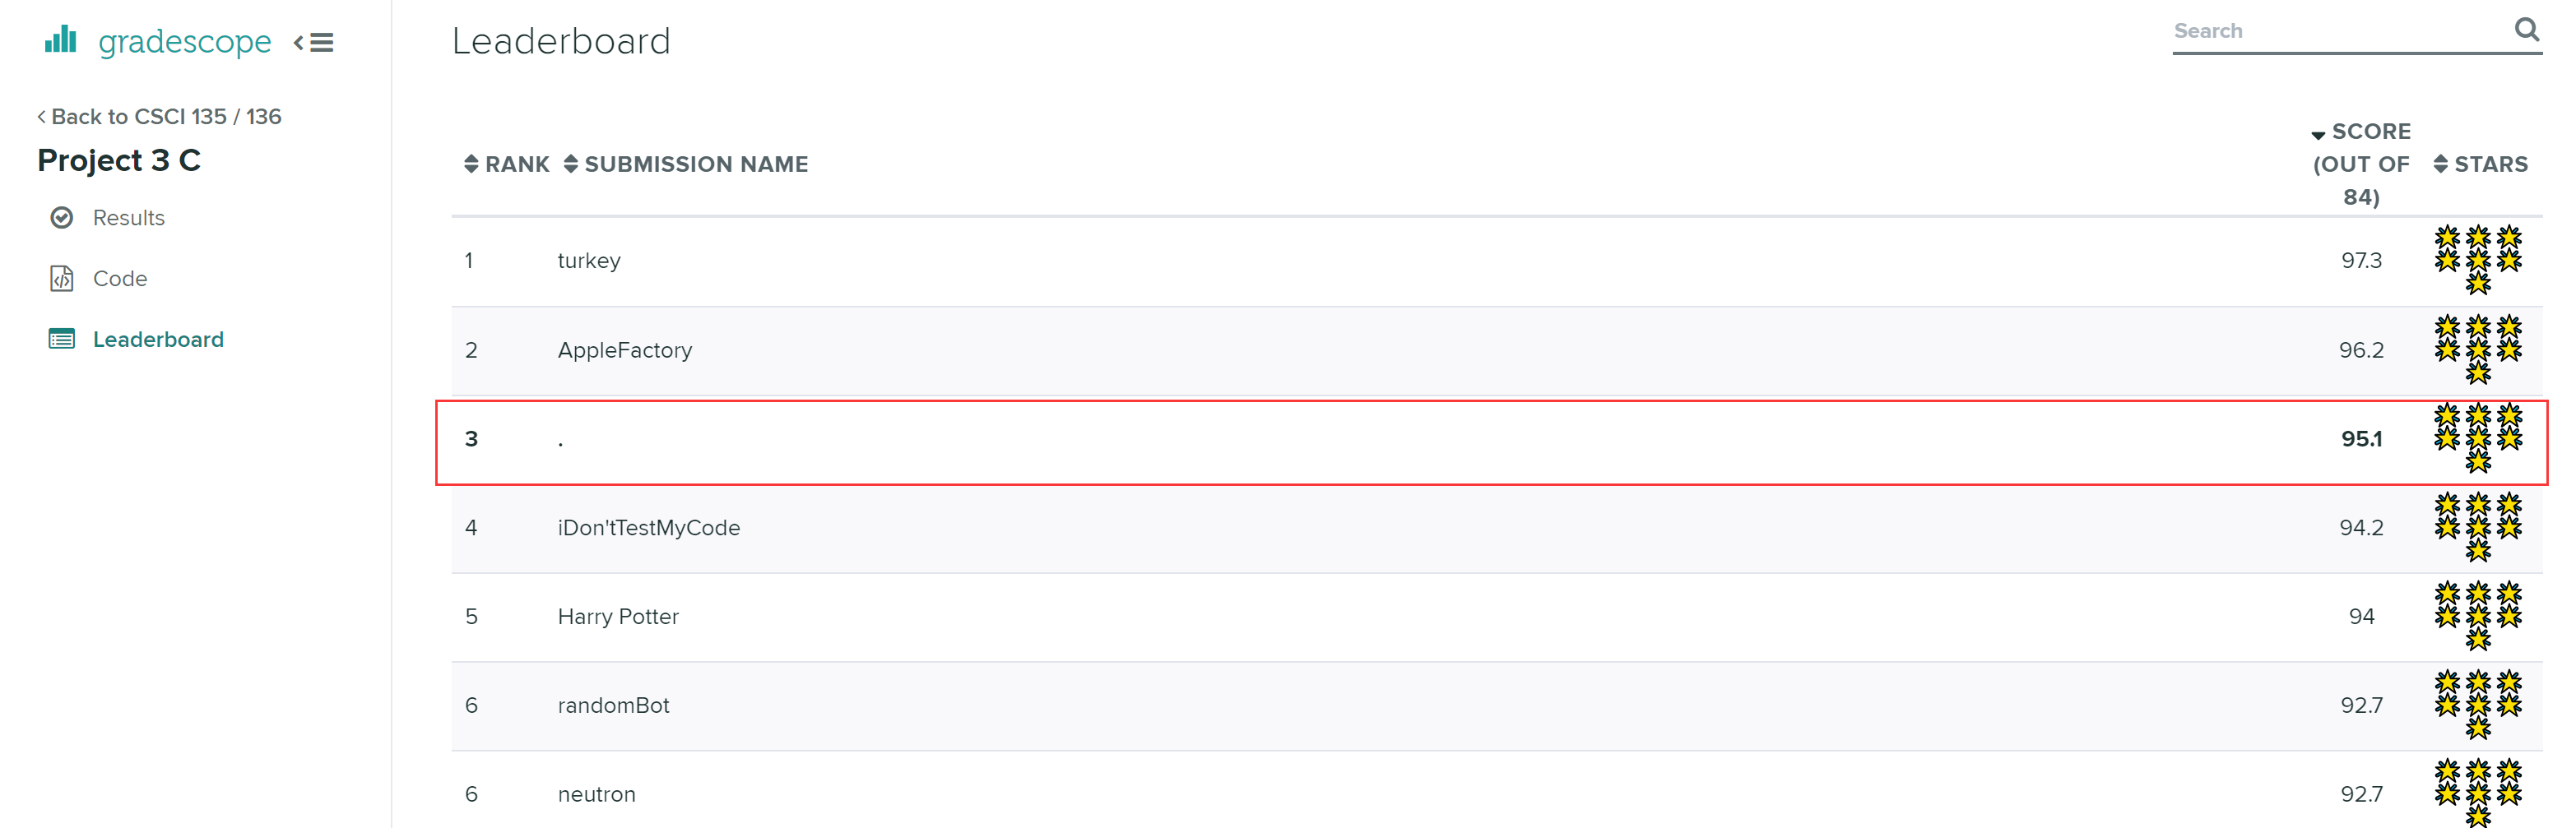 gradescope
Back to CSCI 135 / 136
Project 3 C
Results
Code
Leaderboard
Leaderboard
Search
RANK SUBMISSION NAME SCORE (OUT OF 84) STARS
1 turkey 97.3
2 AppleFactory 96.2
3 . 95.1
4 iDon'tTestMyCode 94.2
5 Harry Potter 94
6 randomBot 92.7
6 neutron 92.7